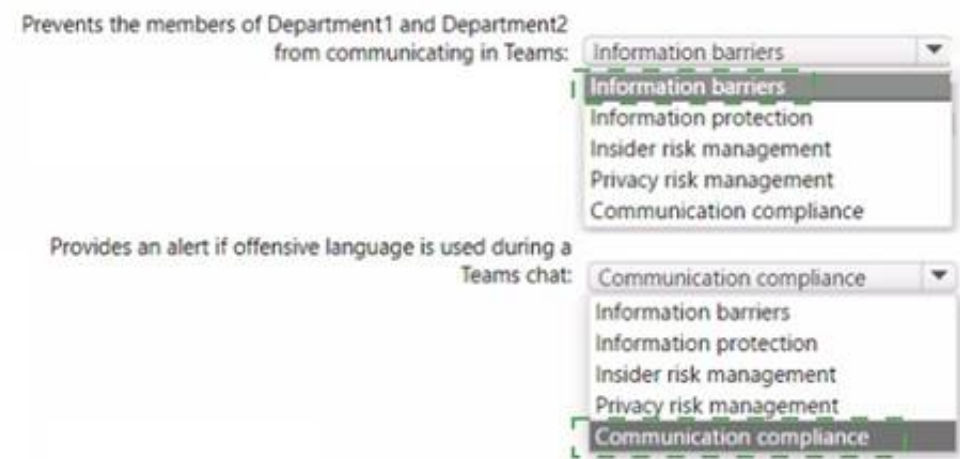 Prevents the members of Department1 and Department2
from communicating in Teams: Information barriers
Information barriers
Information protection
Insider risk management
Privacy risk management
Communication compliance
Provides an alert if offensive language is used during a
Teams chat: Communication compliance
Information barriers
Information protection
Insider risk management
Privacy risk management
Communication compliance